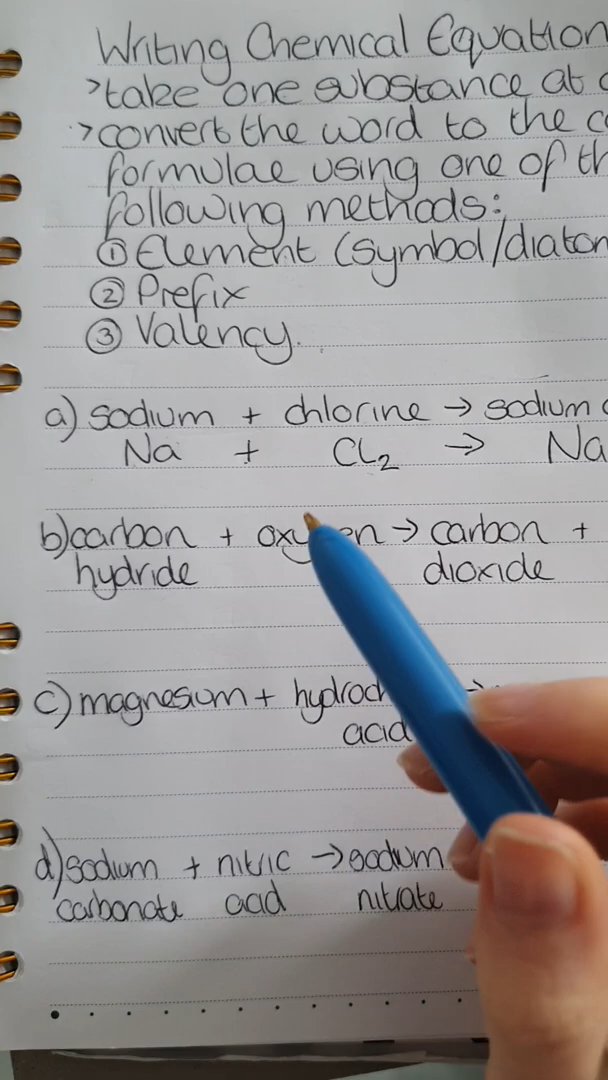 Writing Chemical Equation
>take one substance at
>convert the word to the
formulae using one of
following methods:
① Element (symbol/diatom
② Prefix
③ Valency.
a) sodium + chlorine → sodium
Na + Cl₂ → Na
b) carbon + → carbon +
hydride dioxide
c) magnesium +
acid
d) sodium + nitric → sodium
carbonate acid nitrate